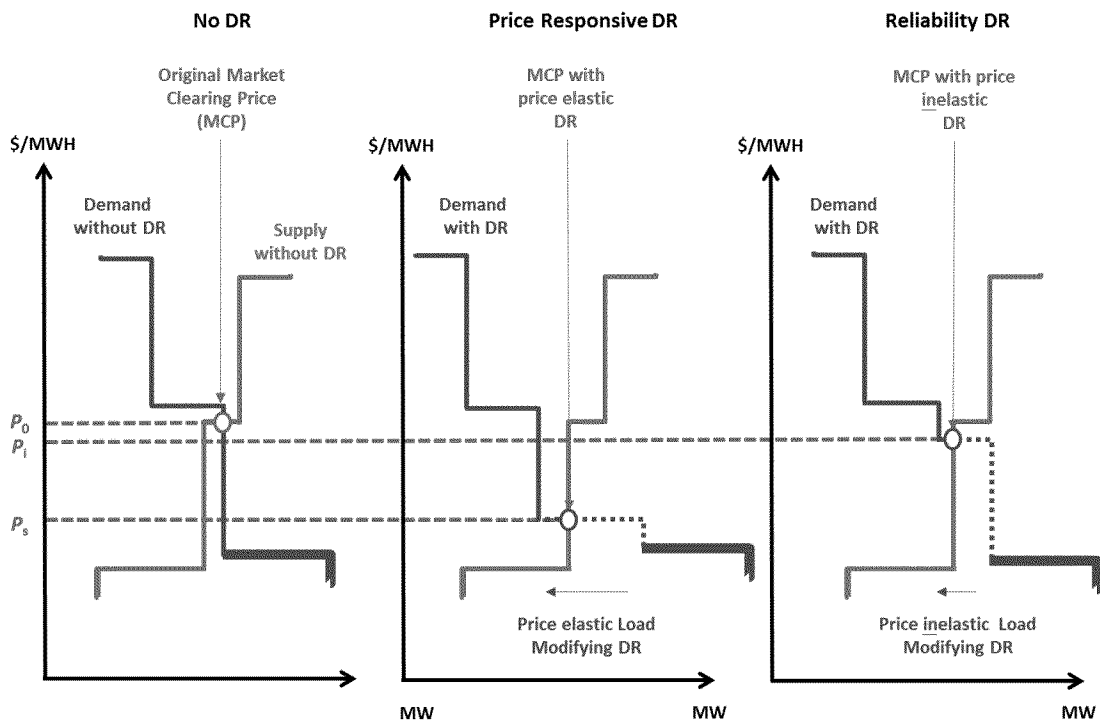 No DR
Price Responsive DR
Reliability DR
Original Market
Clearing Price
(MCP)
MCP with
price elastic
DR
MCP with price
inelastic
DR
$/MWH
$/MWH
$/MWH
Demand
without DR
Supply
without DR
Demand
with DR
Demand
with DR
P0
Pi
Ps
Price elastic Load
Modifying DR
Price inelastic Load
Modifying DR
MW
MW
MW